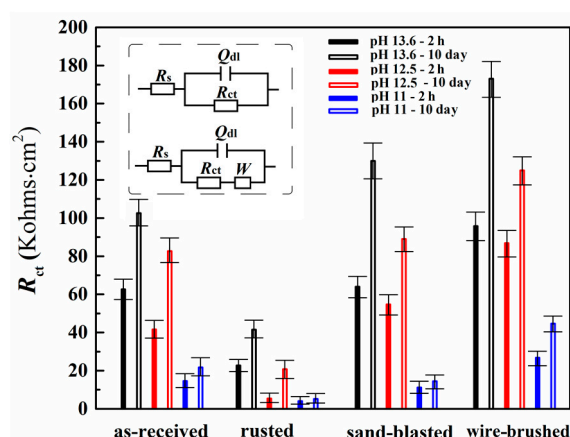 200
180
160
140
120
100
80
60
40
20
0
Rct (Kohms·cm²)
Qdl
Rs
Rct
Qdl
Rs
Rct W
pH 13.6 - 2 h
pH 13.6 - 10 day
pH 12.5 - 2 h
pH 12.5 - 10 day
pH 11 - 2 h
pH 11 - 10 day
as-received rusted sand-blasted wire-brushed